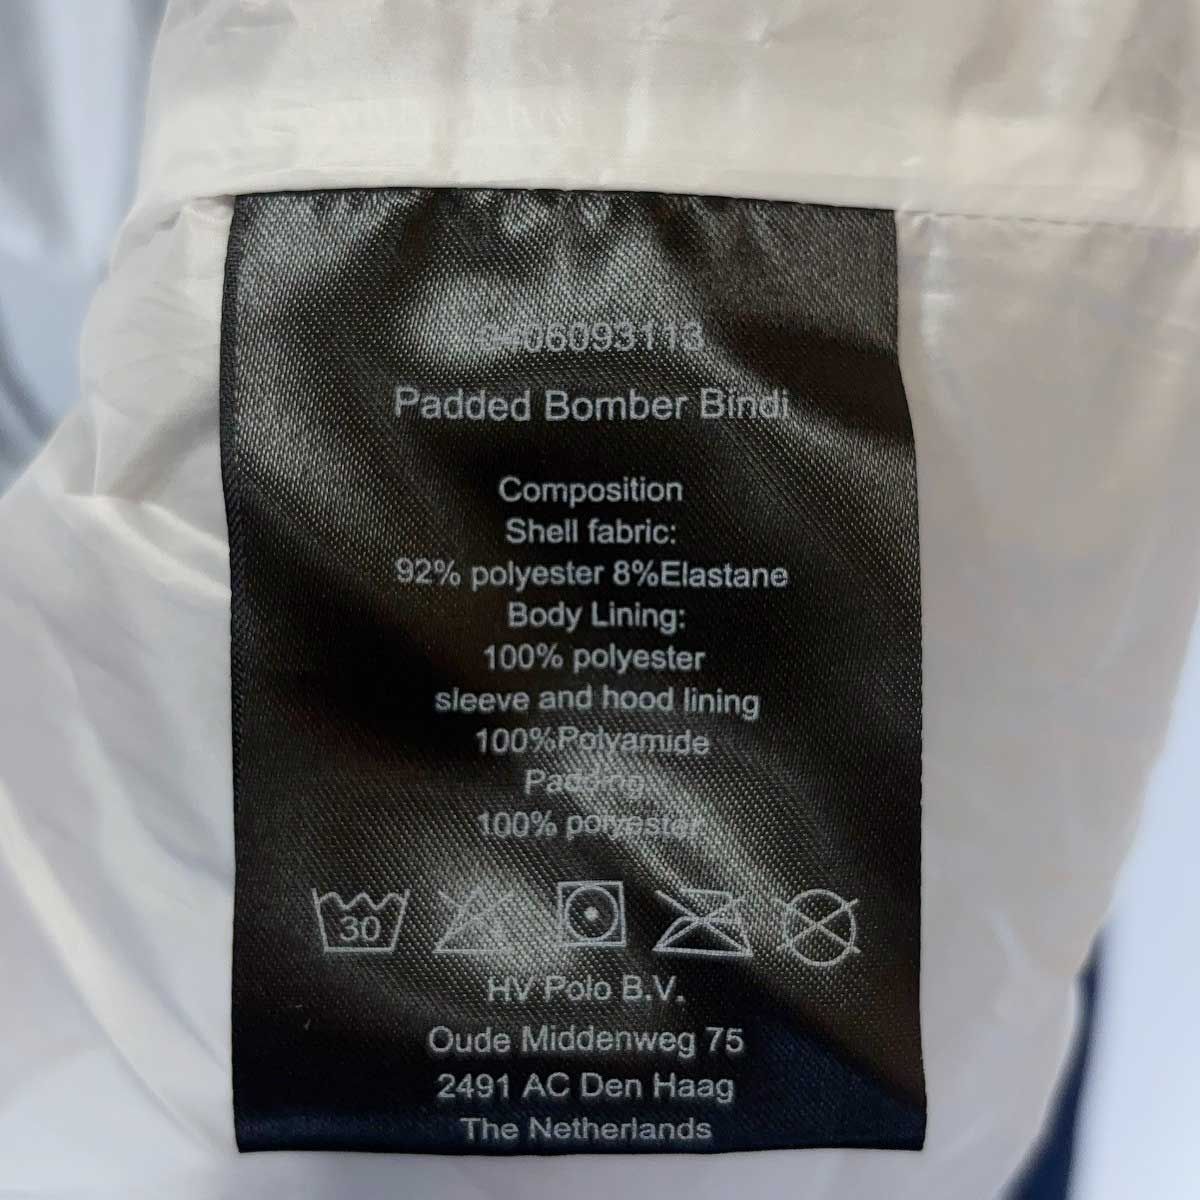 0406093113
Padded Bomber Bindi
Composition
Shell fabric:
92% polyester 8%Elastane
Body Lining:
100% polyester
sleeve and hood lining
100%Polyamide
Padding
100% polyester
30
HV Polo B.V.
Oude Middenweg 75
2491 AC Den Haag
The Netherlands